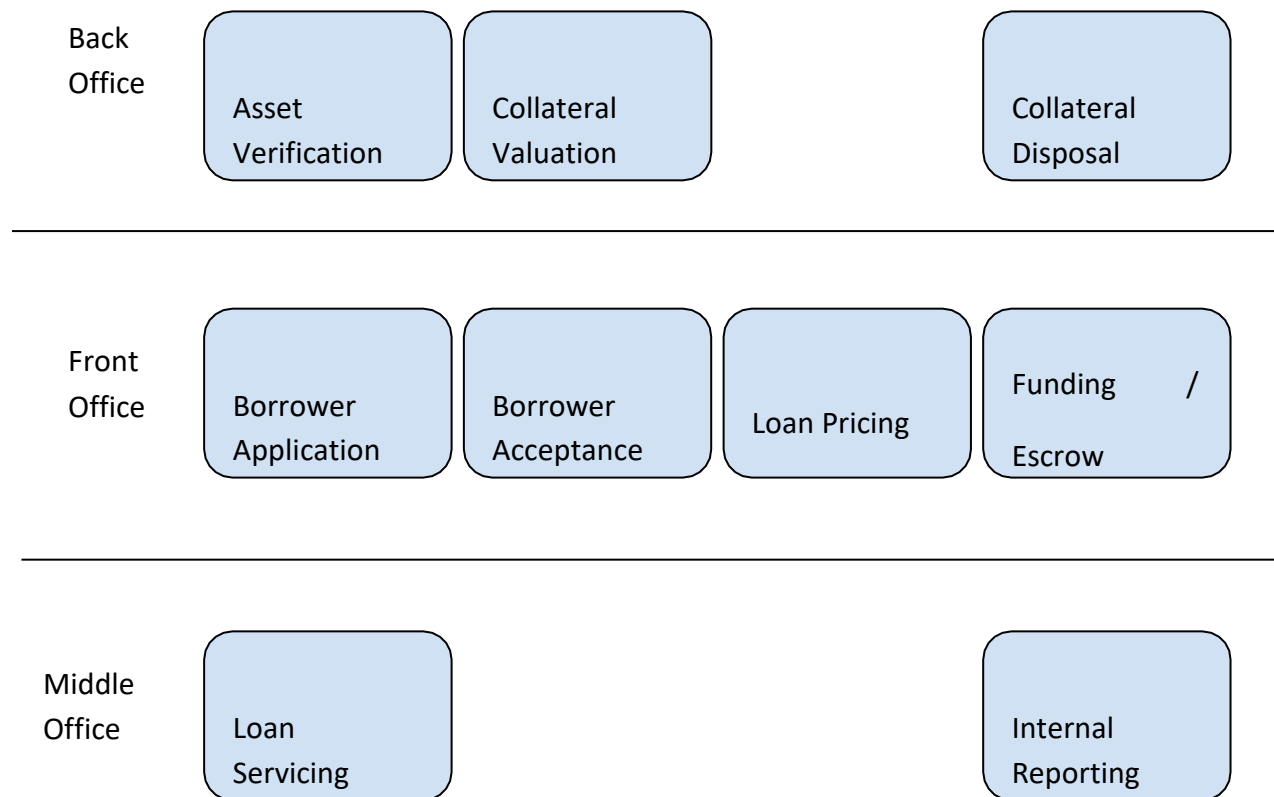 Back
Office
Asset
Verification
Collateral
Valuation
Collateral
Disposal
Front
Office
Borrower
Application
Borrower
Acceptance
Loan Pricing
Funding /
Escrow
Middle
Office
Loan
Servicing
Internal
Reporting